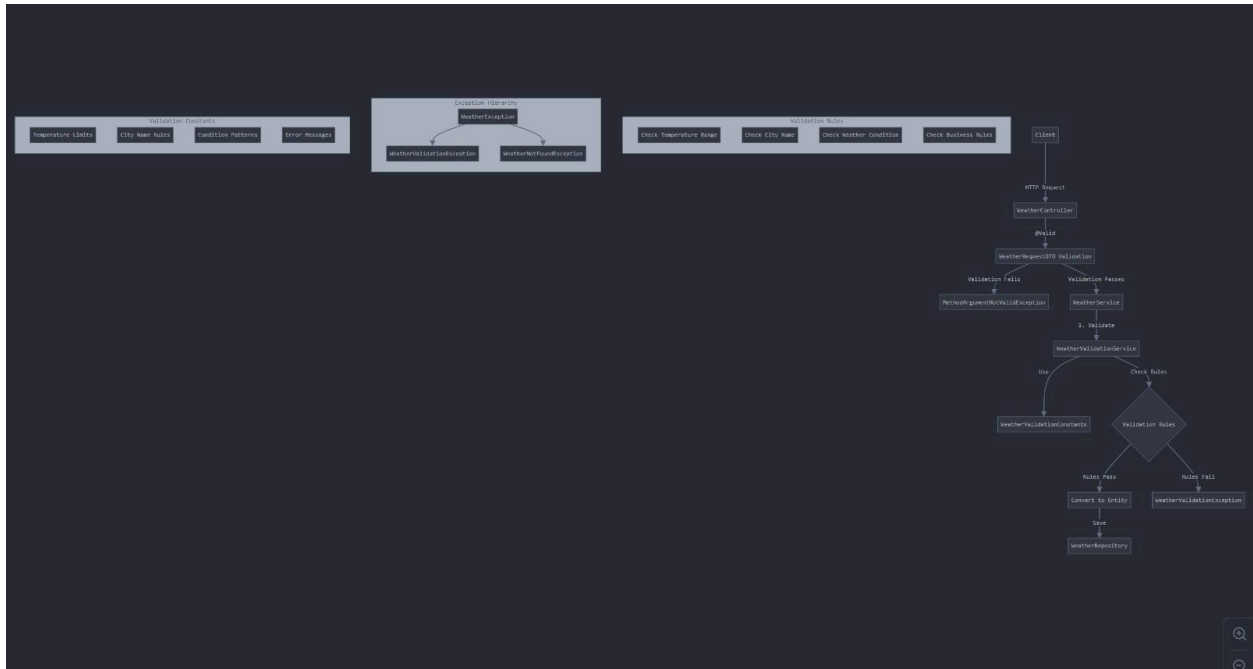 Validation Constants
Temperature Limits
City Name Rules
Condition Patterns
Error Messages
Exception Hierarchy
WeatherException
WeatherValidationException
WeatherNotFoundException
Validation Rules
Check Temperature Range
Check City Name
Check Weather Condition
Check Business Rules
Client
HTTP Request
WeatherController
@Valid
WeatherRequestDTO Validation
Validation Fails
Validation Passes
MethodArgumentNotValidException
WeatherService
1. Validate
WeatherValidationService
Use
Check Rules
WeatherValidationConstants
Validation Rules
Rules Pass
Rules Fail
Convert to Entity
WeatherValidationException
Save
WeatherRepository